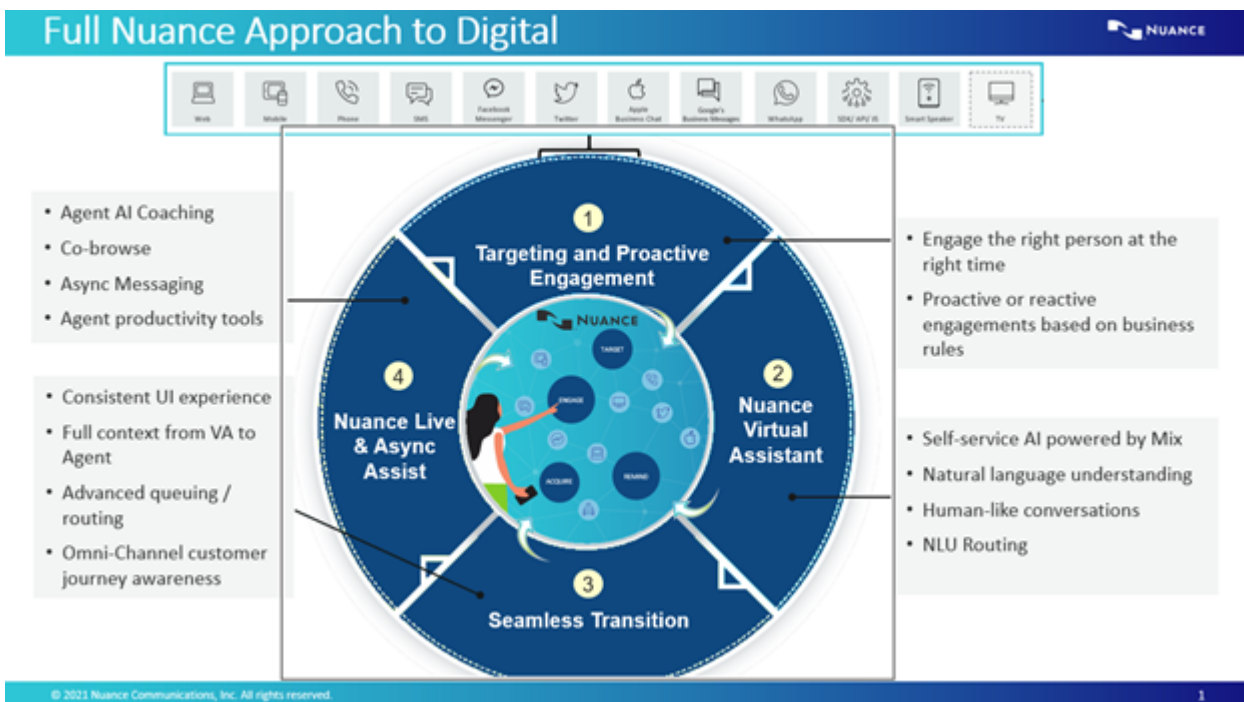 Full Nuance Approach to Digital
NUANCE
Web
Mobile
Phone
SMS
Facebook
Messenger
Twitter
Apple
Business Chat
Google's
Business Messages
WhatsApp
SDK/ API/ IS
Smart Speaker
TV
• Agent AI Coaching
• Co-browse
• Async Messaging
• Agent productivity tools
• Consistent UI experience
• Full context from VA to
Agent
• Advanced queuing /
routing
• Omni-Channel customer
journey awareness
1
Targeting and Proactive
Engagement
NUANCE
TARGET
ENGAGE
ACQUIRE
REMIND
2
Nuance
Virtual
Assistant
3
Seamless Transition
4
Nuance Live
& Async
Assist
• Engage the right person at the
right time
• Proactive or reactive
engagements based on business
rules
• Self-service AI powered by Mix
• Natural language understanding
• Human-like conversations
• NLU Routing
© 2021 Nuance Communications, Inc. All rights reserved.
1